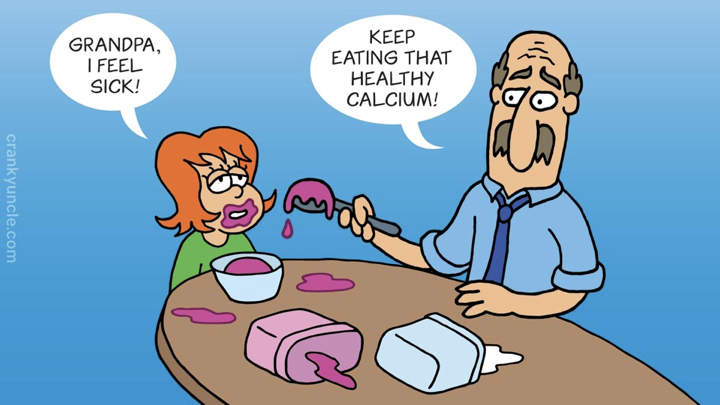 GRANDPA,
I FEEL
SICK!
KEEP
EATING THAT
HEALTHY
CALCIUM!
crankyuncle.com